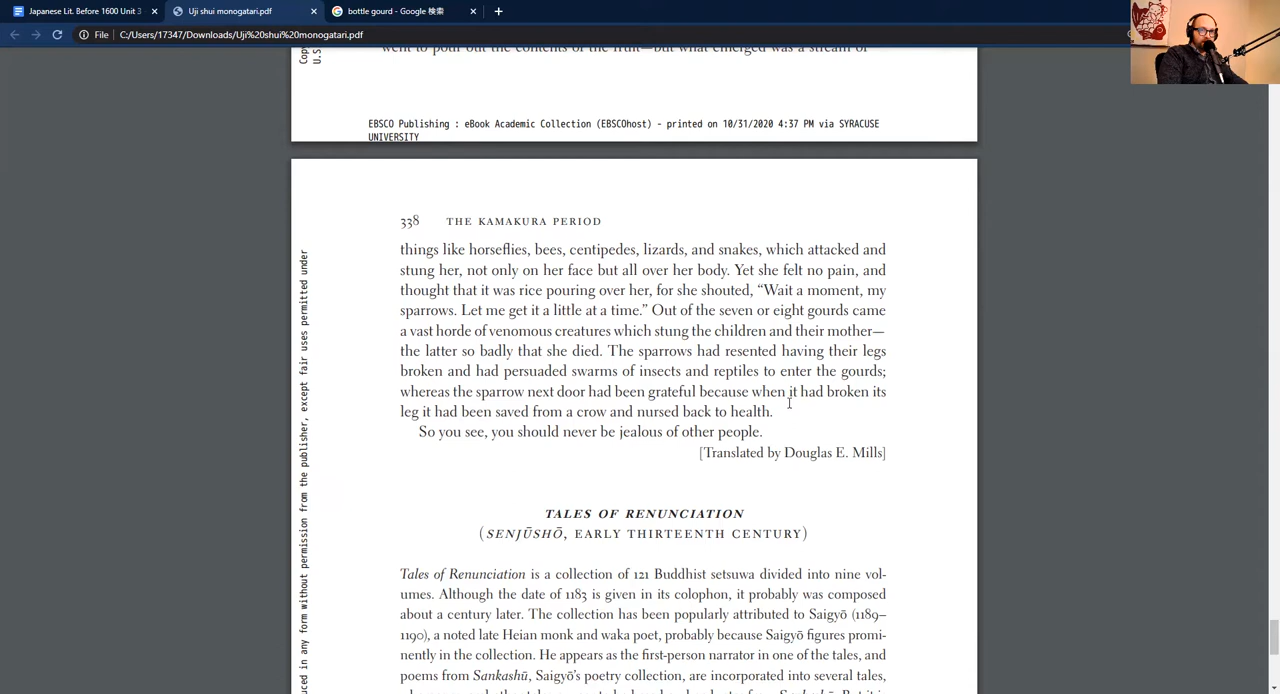 Japanese Lit. Before 1600 Unit 3
Uji shui monogatari.pdf
bottle gourd - Google 検索
File
C:/Users/17347/Downloads/Uji%20shui%20monogatari.pdf
went to pour out the contents of the fruit—but what emerged was a stream of
U.S
EBSCO Publishing : eBook Academic Collection (EBSCOhost) - printed on 10/31/2020 4:37 PM via SYRACUSE
UNIVERSITY
338 THE KAMAKURA PERIOD
things like horseflies, bees, centipedes, lizards, and snakes, which attacked and
stung her, not only on her face but all over her body. Yet she felt no pain, and
thought that it was rice pouring over her, for she shouted, “Wait a moment, my
sparrows. Let me get it a little at a time.” Out of the seven or eight gourds came
a vast horde of venomous creatures which stung the children and their mother—
the latter so badly that she died. The sparrows had resented having their legs
broken and had persuaded swarms of insects and reptiles to enter the gourds;
whereas the sparrow next door had been grateful because when it had broken its
leg it had been saved from a crow and nursed back to health.
So you see, you should never be jealous of other people.
[Translated by Douglas E. Mills]
TALES OF RENUNCIATION
(SENJŪSHŌ, EARLY THIRTEENTH CENTURY)
Tales of Renunciation is a collection of 121 Buddhist setsuwa divided into nine vol-
umes. Although the date of 1183 is given in its colophon, it probably was composed
about a century later. The collection has been popularly attributed to Saigyō (1189–
1190), a noted late Heian monk and waka poet, probably because Saigyō figures promi-
nently in the collection. He appears as the first-person narrator in one of the tales, and
poems from Sankashū, Saigyō’s poetry collection, are incorporated into several tales,
uced in any form without permission from the publisher, except fair uses permitted under